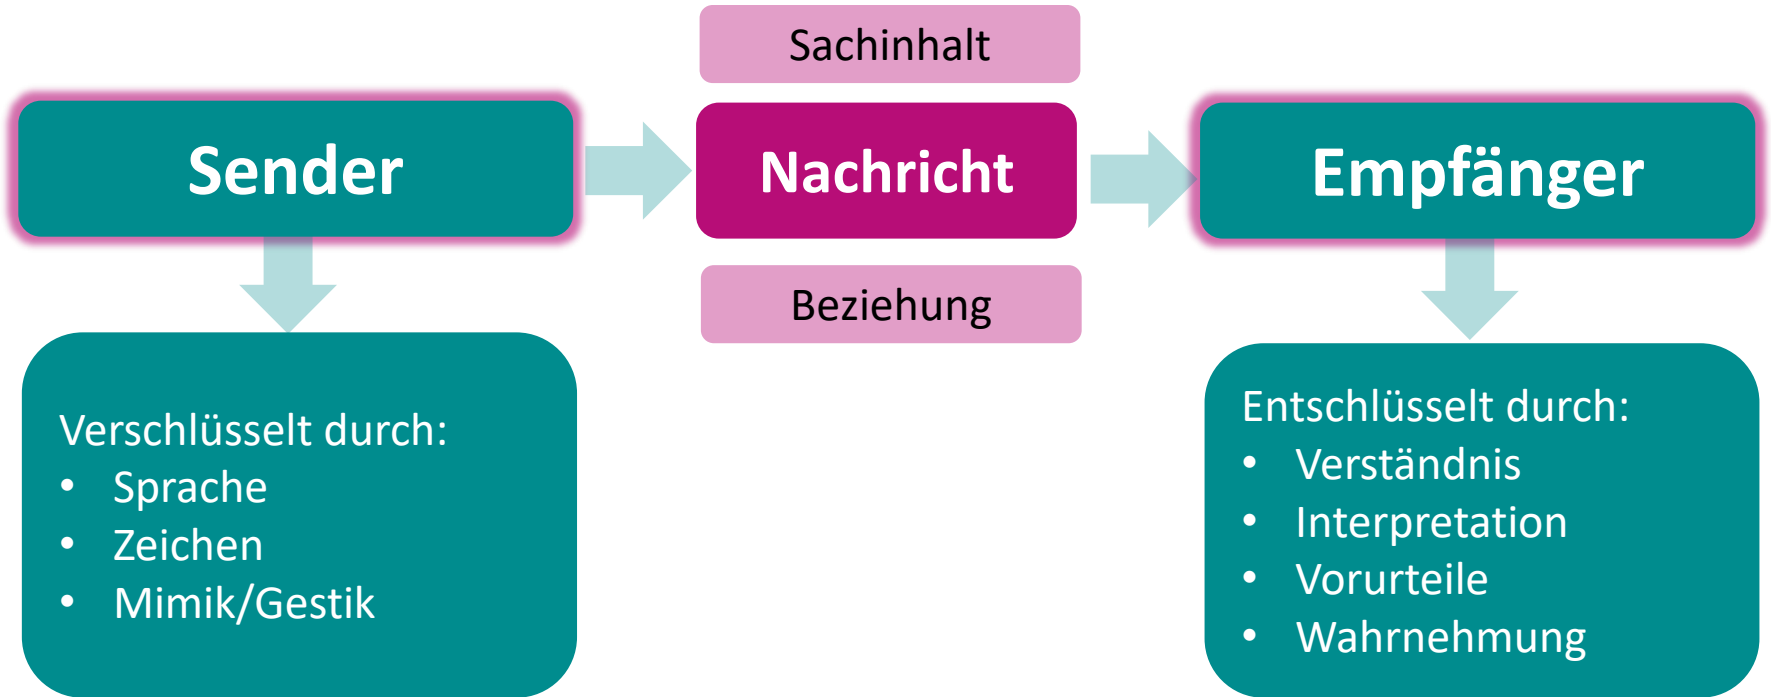 Sachinhalt
Sender
Nachricht
Empfänger
Beziehung
Verschlüsselt durch:
• Sprache
• Zeichen
• Mimik/Gestik
Entschlüsselt durch:
• Verständnis
• Interpretation
• Vorurteile
• Wahrnehmung